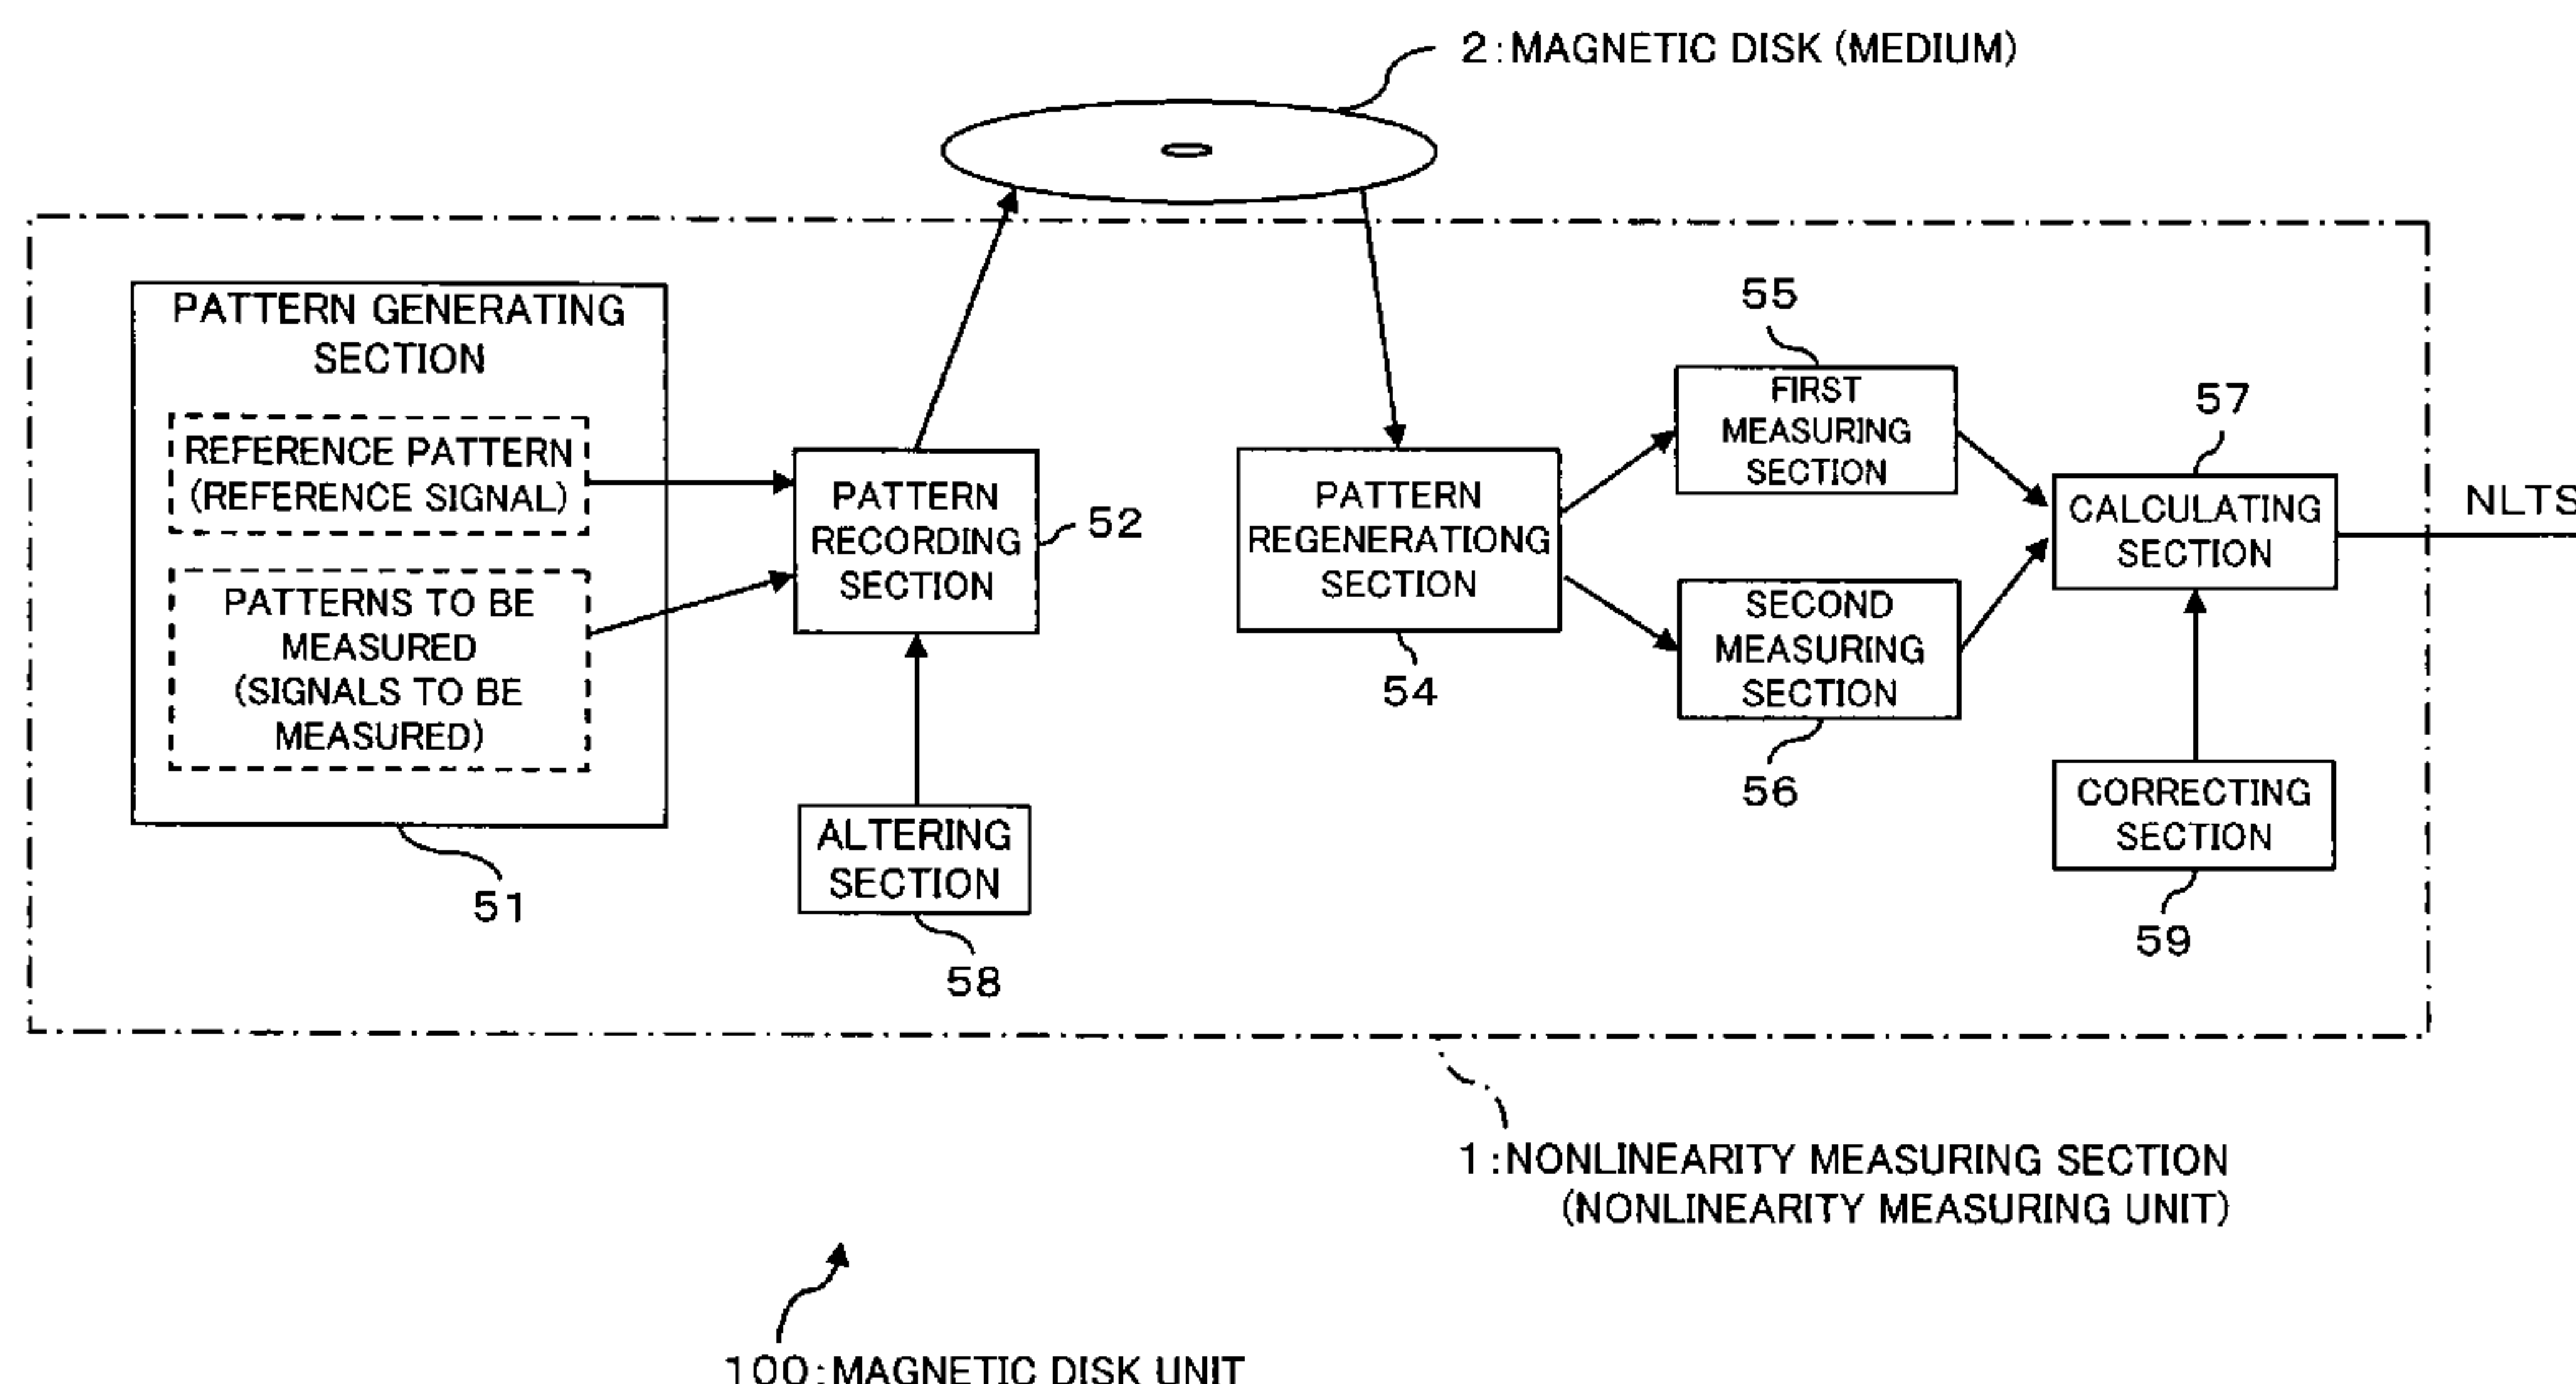 2:MAGNETIC DISK (MEDIUM)
PATTERN GENERATING
SECTION
REFERENCE PATTERN
(REFERENCE SIGNAL)
PATTERNS TO BE
MEASURED
(SIGNALS TO BE
MEASURED)
51
PATTERN
RECORDING
SECTION
52
ALTERING
SECTION
58
PATTERN
REGENERATIONG
SECTION
54
55
FIRST
MEASURING
SECTION
SECOND
MEASURING
SECTION
56
57
CALCULATING
SECTION
NLTS
CORRECTING
SECTION
59
1:NONLINEARITY MEASURING SECTION
(NONLINEARITY MEASURING UNIT)
100:MAGNETIC DISK UNIT